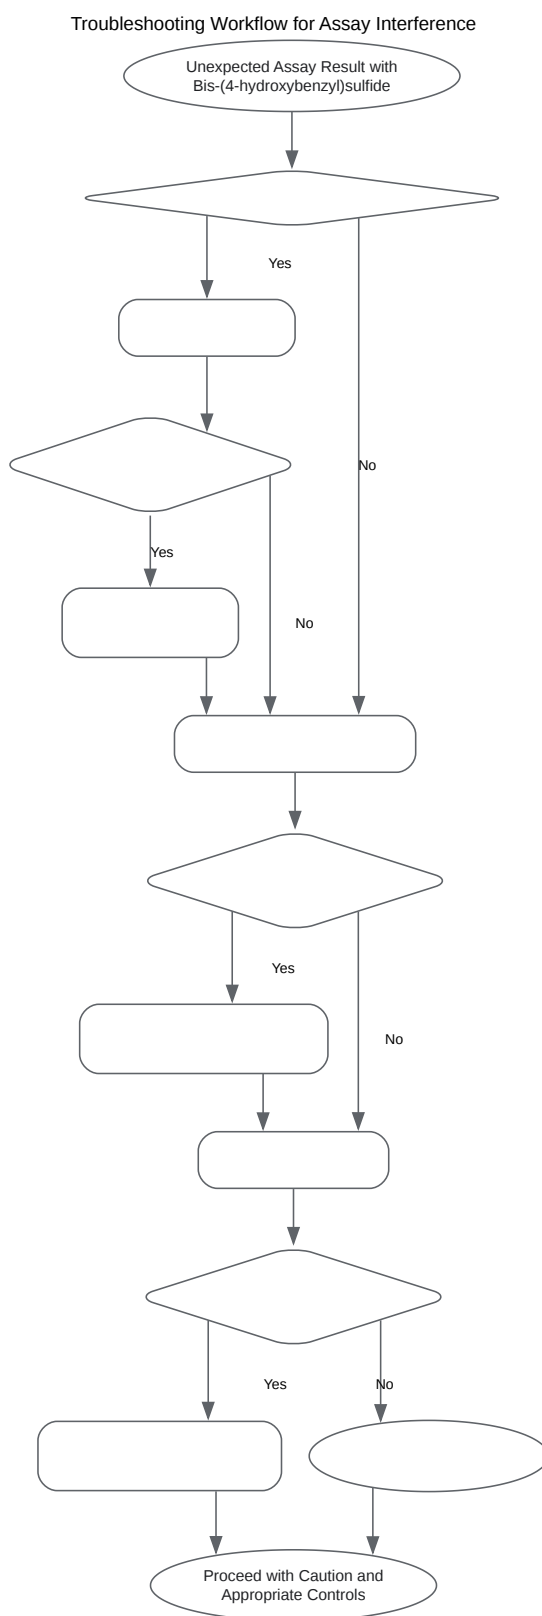 Troubleshooting Workflow for Assay Interference
Unexpected Assay Result with
Bis-(4-hydroxybenzyl)sulfide
Yes
No
Yes
No
Yes
No
Yes
No
Proceed with Caution and
Appropriate Controls